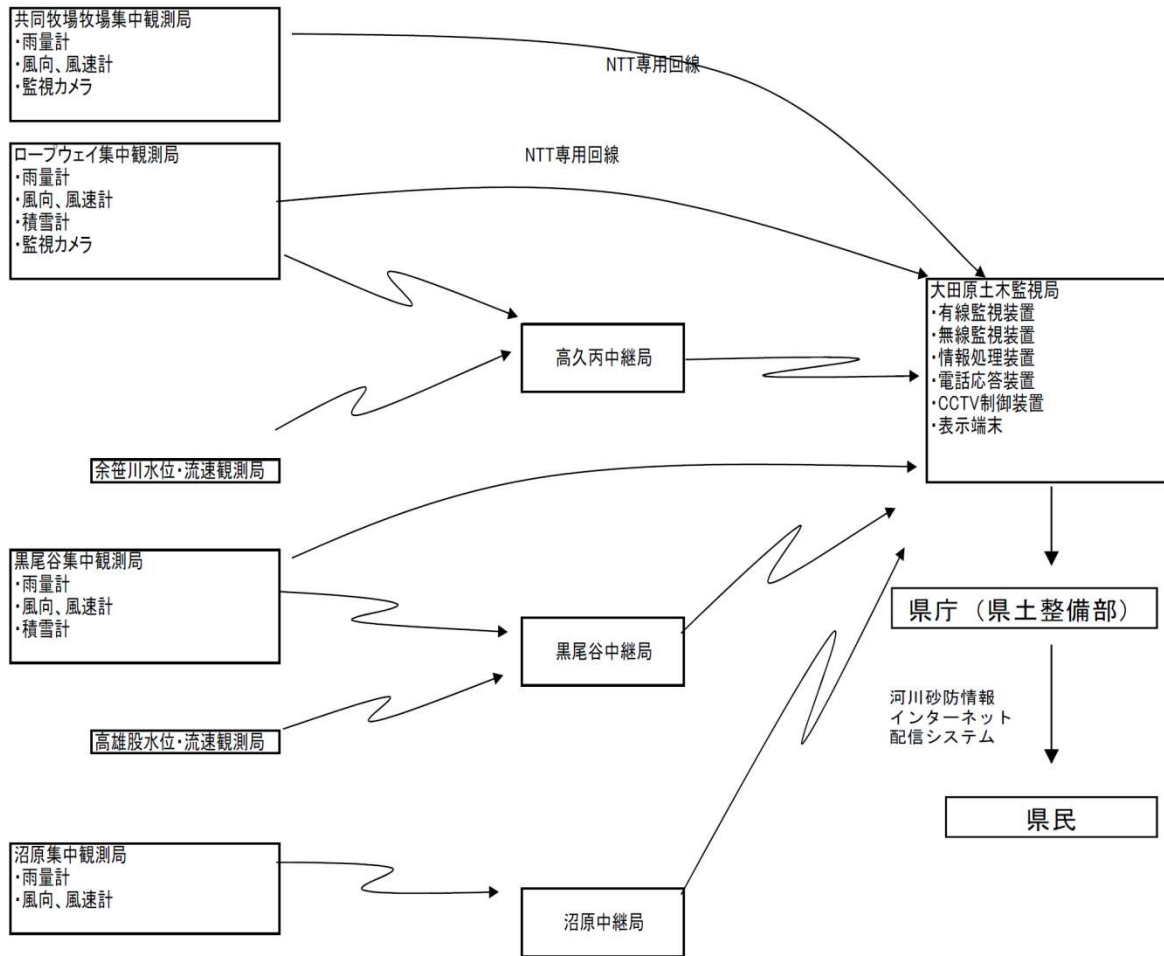 共同牧場牧場集中観測局
・雨量計
・風向、風速計
・監視カメラ
NTT専用回線
ロープウェイ集中観測局
・雨量計
・風向、風速計
・積雪計
・監視カメラ
NTT専用回線
大田原土木監視局
・有線監視装置
・無線監視装置
・情報処理装置
・電話応答装置
・CCTV制御装置
・表示端末
高久丙中継局
余笹川水位・流速観測局
黒尾谷集中観測局
・雨量計
・風向、風速計
・積雪計
黒尾谷中継局
高雄股水位・流速観測局
県庁（県土整備部）
河川砂防情報
インターネット
配信システム
県民
沼原集中観測局
・雨量計
・風向、風速計
沼原中継局